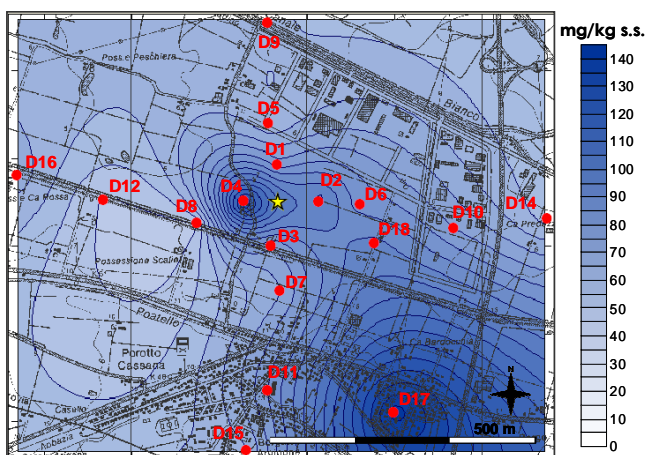 mg/kg s.s.
D9
140
Poss. e Peschiera
130
Bianco
120
D5
110
D1
100
D16
90
D4
D2
D6
D12
D14
80
D8
D10
Ca Predo
70
D3
D18
Possessione Scalie
60
D7
50
Poatello
40
Porotto
Cassana
30
N
D11
20
D17
500 m
10
D15
0